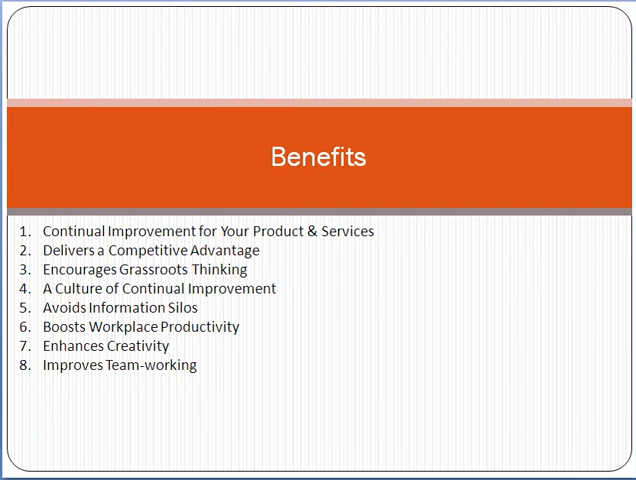 Benefits
1. Continual Improvement for Your Product & Services
2. Delivers a Competitive Advantage
3. Encourages Grassroots Thinking
4. A Culture of Continual Improvement
5. Avoids Information Silos
6. Boosts Workplace Productivity
7. Enhances Creativity
8. Improves Team-working